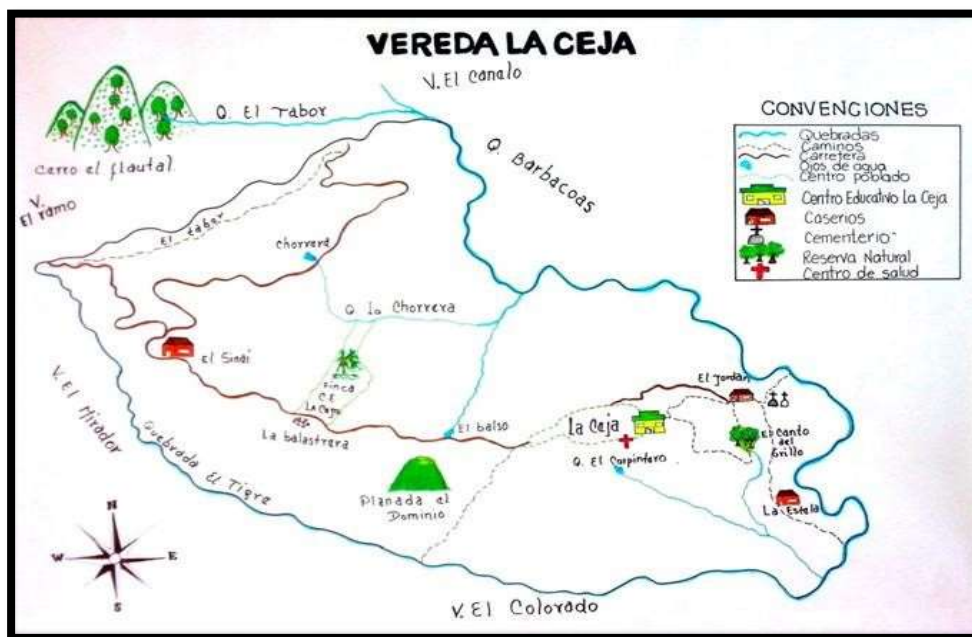 VEREDA LA CEJA
V. El Canalo
Q. El Tabor
Q. Barbacoas
Cerro el flautal
V.
El ramo
El tabor
Chorrera
Q. la Chorrera
El Sindi
Finca
C.E
La Ceja
La balastrera
El balso
Planada el
Dominio
La Ceja
Q. El Carpintero
El Jordán
El Canto
del
Grillo
La Estela
V. El Mirador
Quebrada El Tigre
V. El Colorado
N
W E
S
CONVENCIONES
Quebradas
Caminos
Carretera
Ojos de agua
Centro poblado
Centro Educativo La Ceja
Caserios
Cementerio
Reserva Natural
Centro de salud